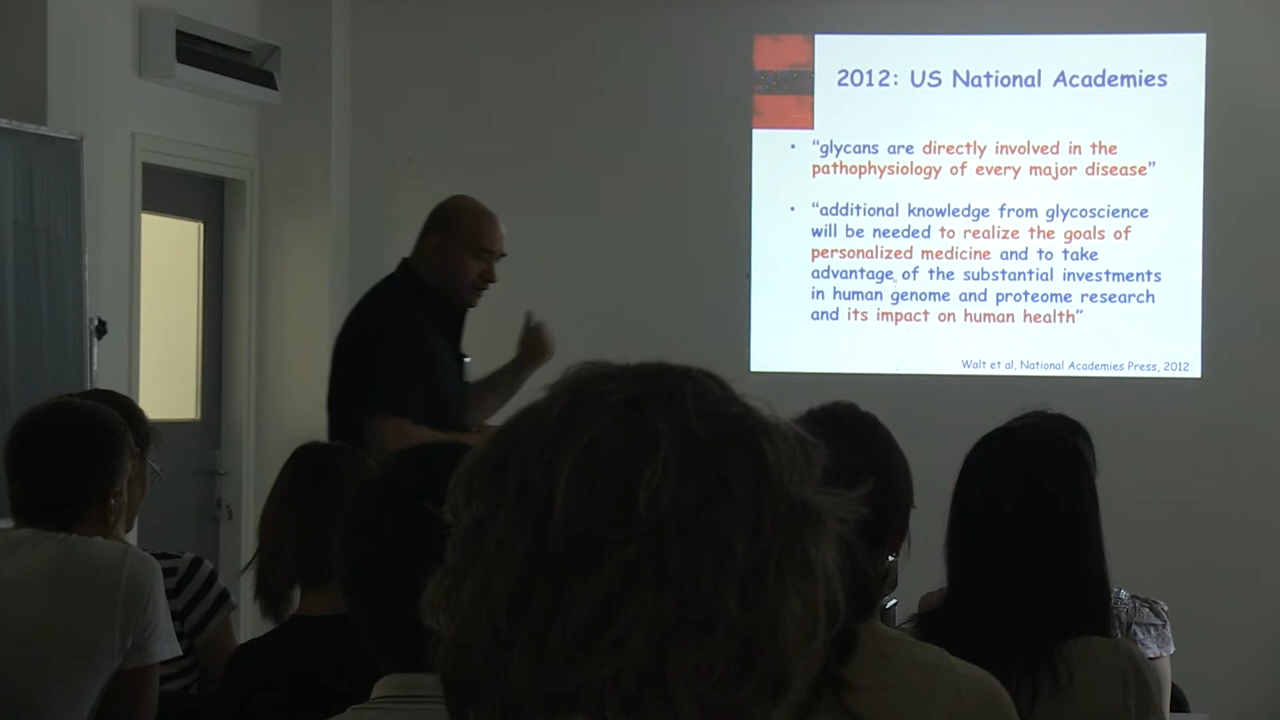 2012: US National Academies
• “glycans are directly involved in the
pathophysiology of every major disease”
• “additional knowledge from glycoscience
will be needed to realize the goals of
personalized medicine and to take
advantage of the substantial investments
in human genome and proteome research
and its impact on human health”
Walt et al, National Academies Press, 2012